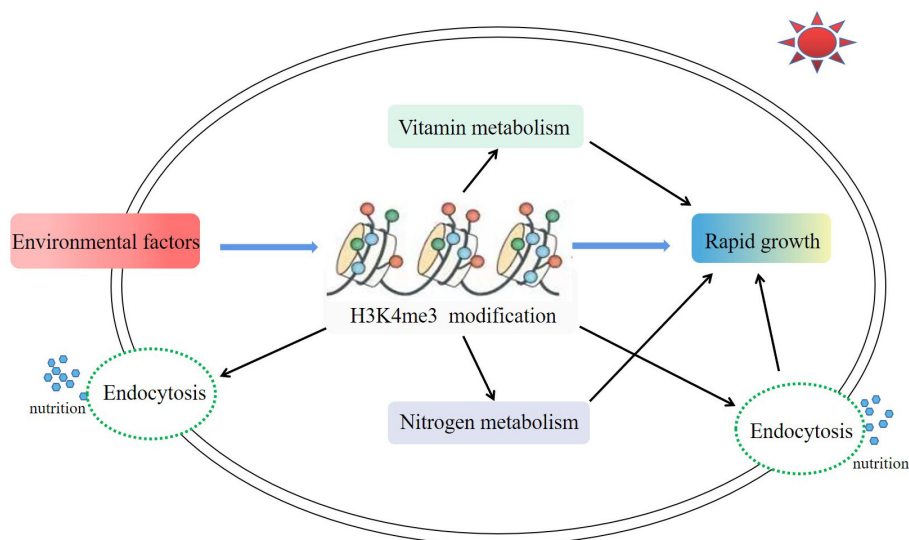 Vitamin metabolism
Environmental factors
Rapid growth
H3K4me3 modification
Endocytosis
nutrition
Nitrogen metabolism
Endocytosis
nutrition